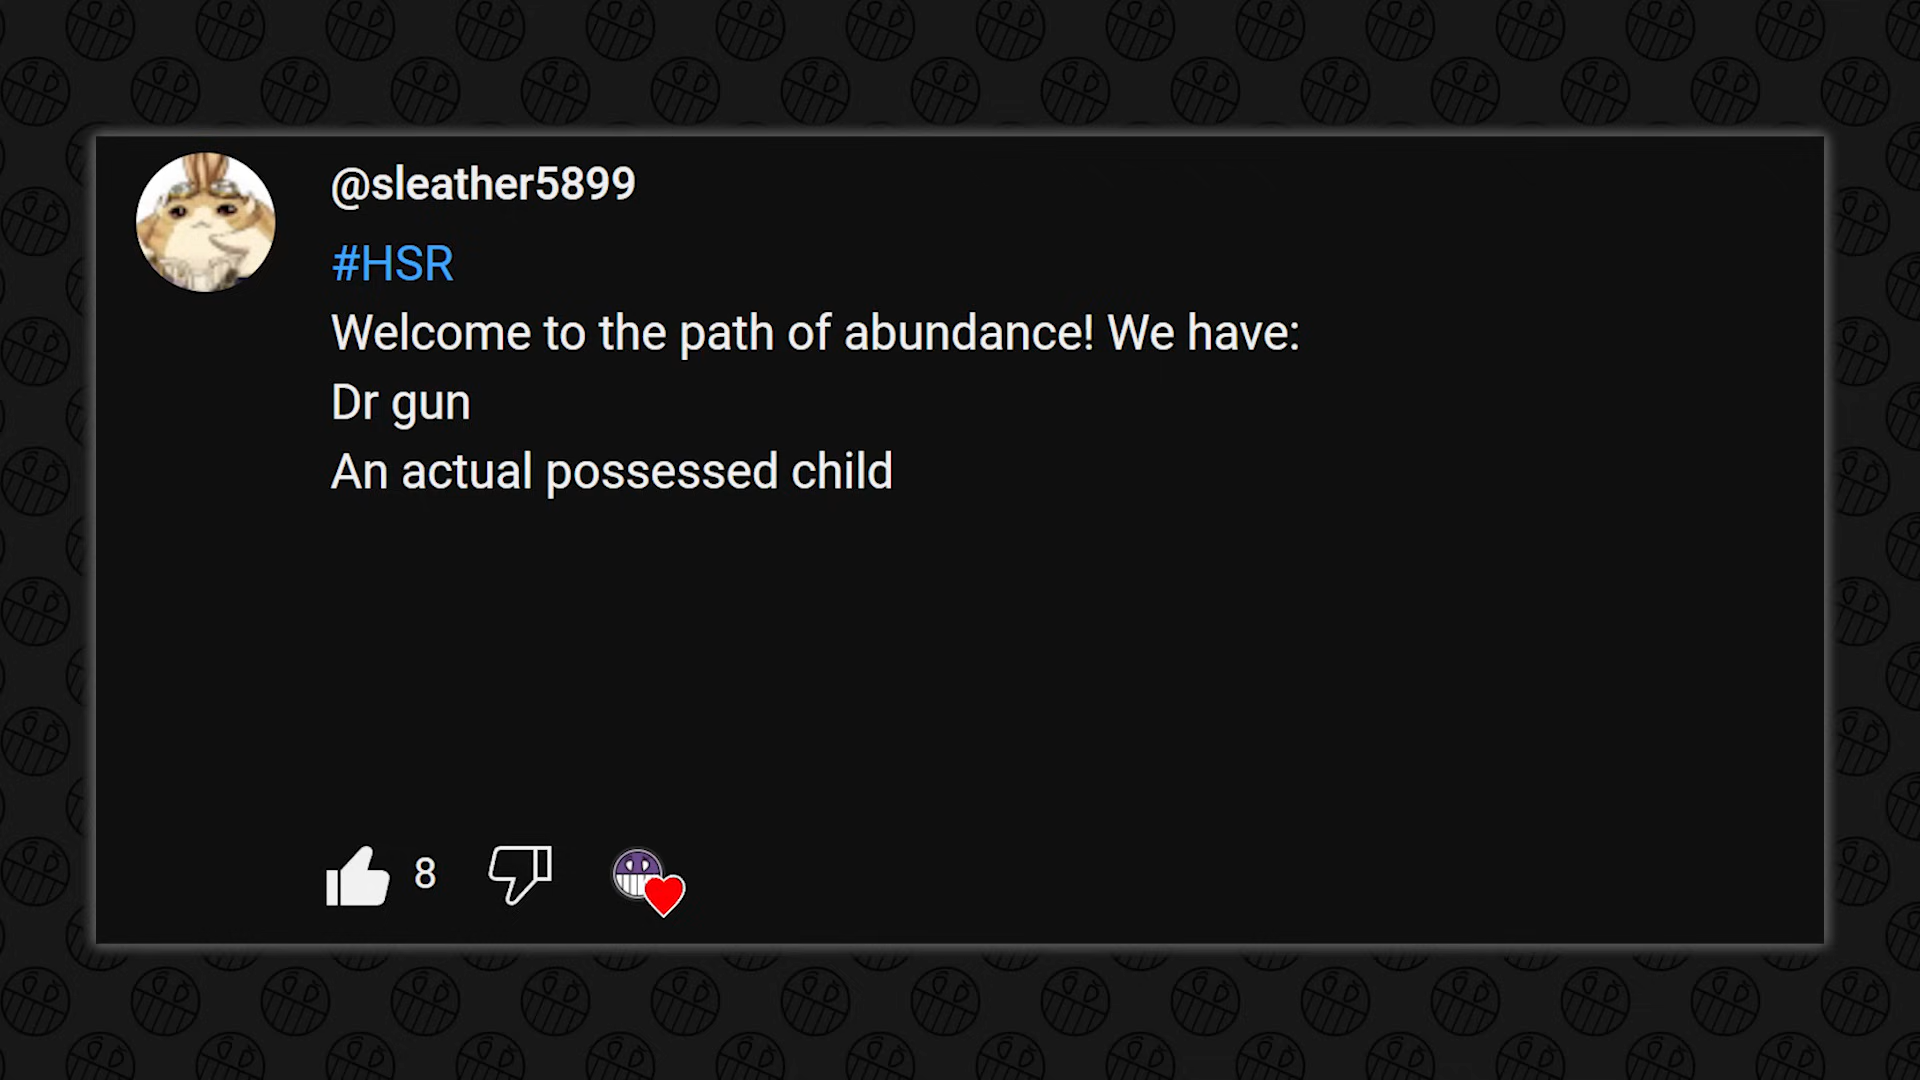 @sleather5899
#HSR
Welcome to the path of abundance! We have:
Dr gun
An actual possessed child
8